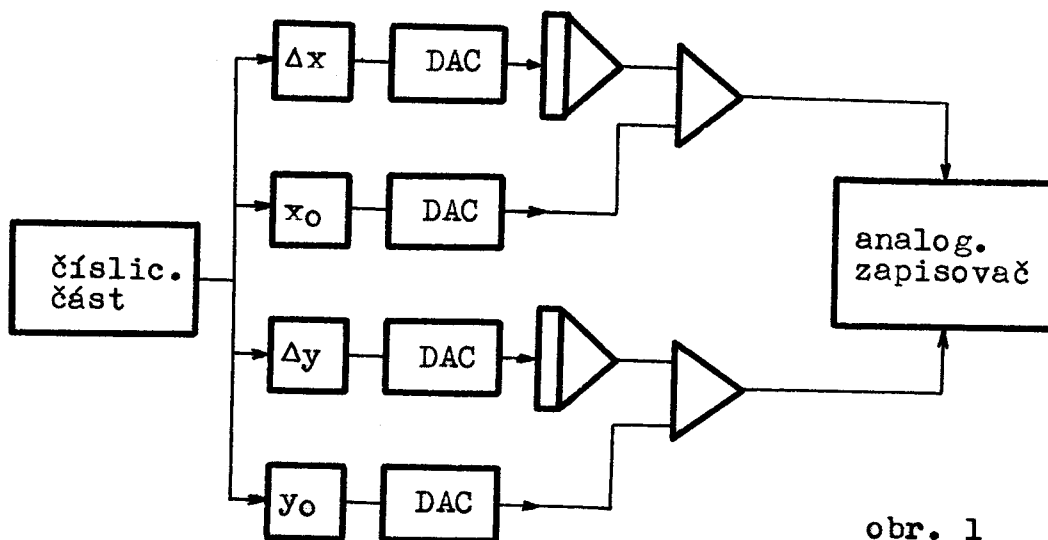 Δx
DAC
x₀
DAC
číslic.
část
analog.
zapisovač
Δy
DAC
y₀
DAC
obr. 1